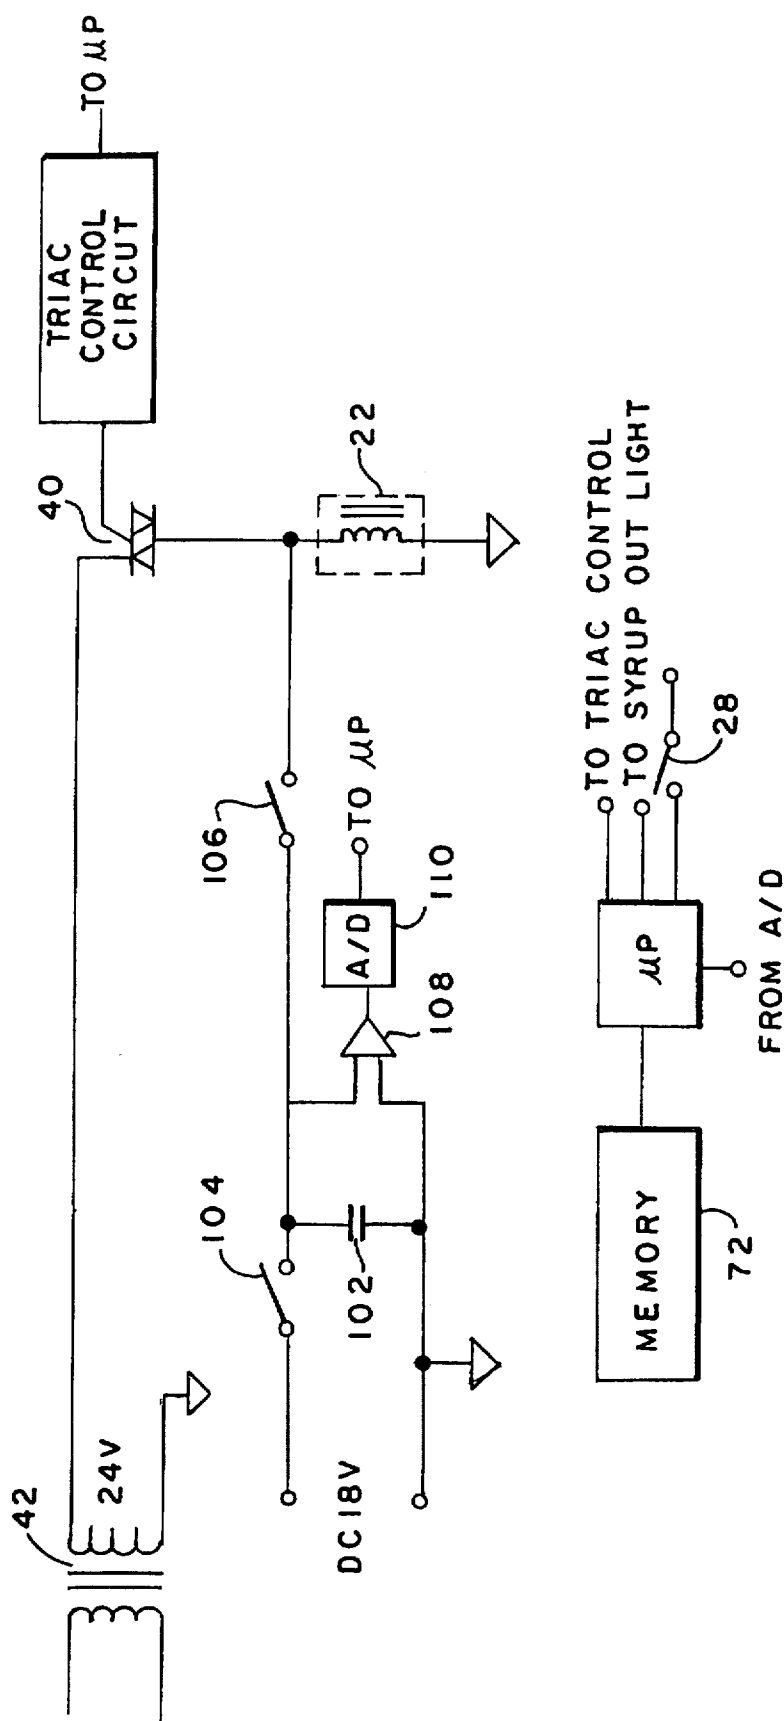 42
24V
40
TRIAC
CONTROL
CIRCUT
TO µP
DC 18V
104
102
106
108
A/D
110
TO µP
22
MEMORY
72
µP
FROM A/D
TO TRIAC CONTROL
TO SYRUP OUT LIGHT
28